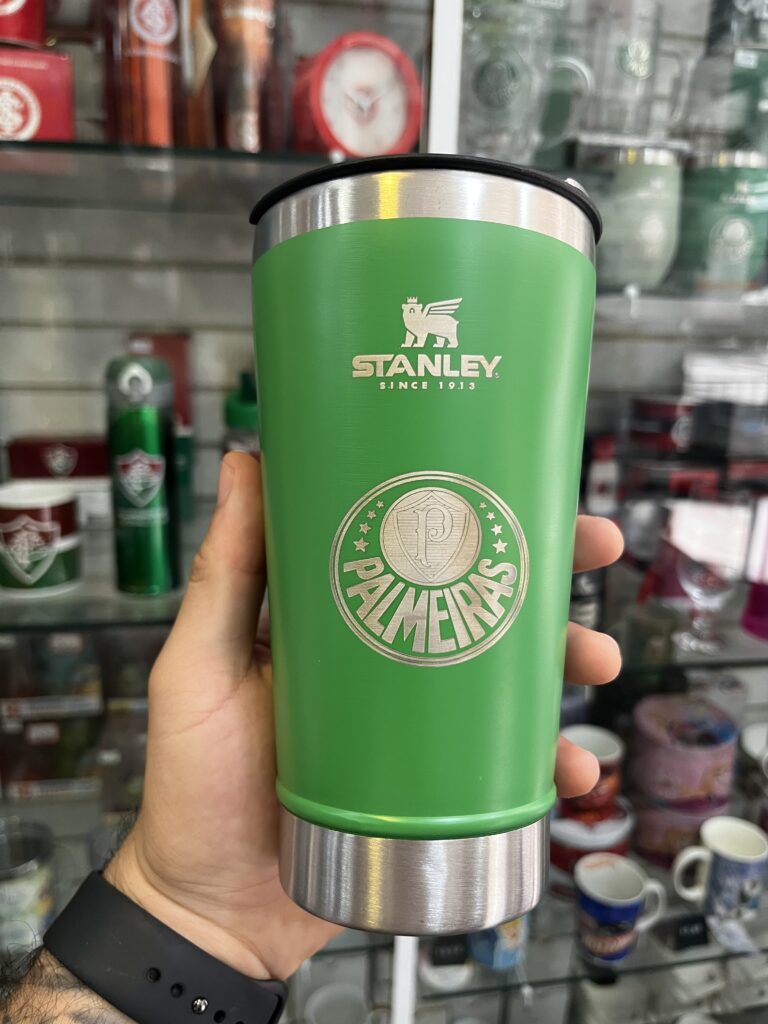 STANLEY
SINCE 1913
P
PALMEIRAS